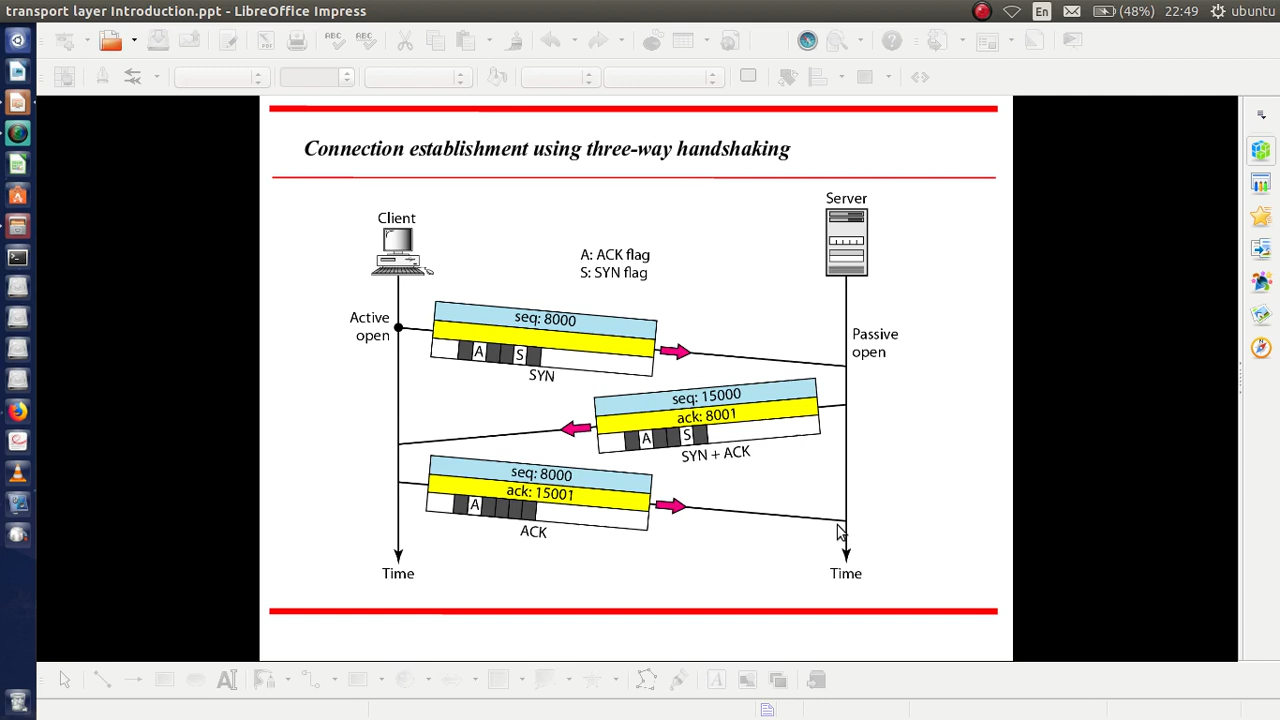 transport layer Introduction.ppt - LibreOffice Impress
En
(48%)
22:49
ubuntu
ABC
ABC
Connection establishment using three-way handshaking
Client
Server
A: ACK flag
S: SYN flag
Active
open
Passive
open
seq: 8000
A
S
SYN
seq: 15000
ack: 8001
A
S
SYN + ACK
seq: 8000
ack: 15001
A
ACK
Time
Time